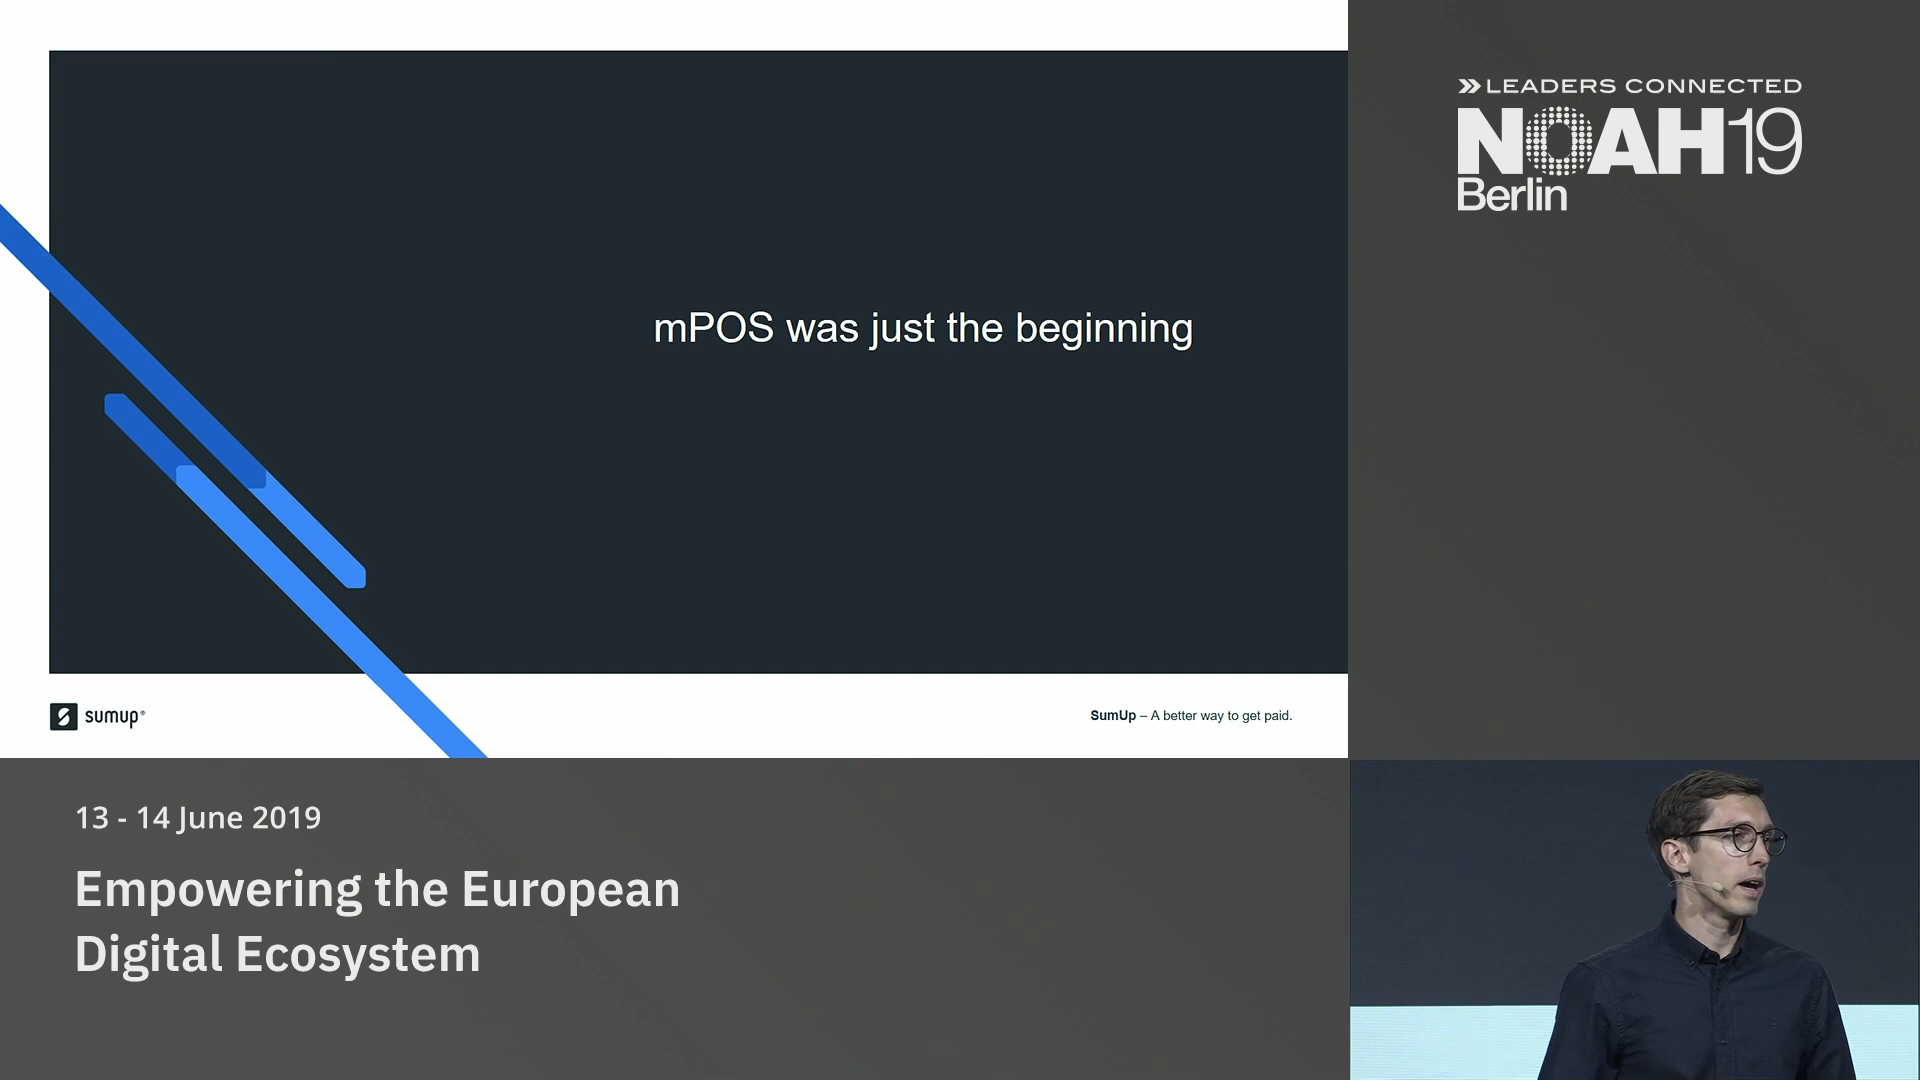 LEADERS CONNECTED
NOAH19
Berlin
mPOS was just the beginning
sumup®
SumUp – A better way to get paid.
13 - 14 June 2019
Empowering the European
Digital Ecosystem